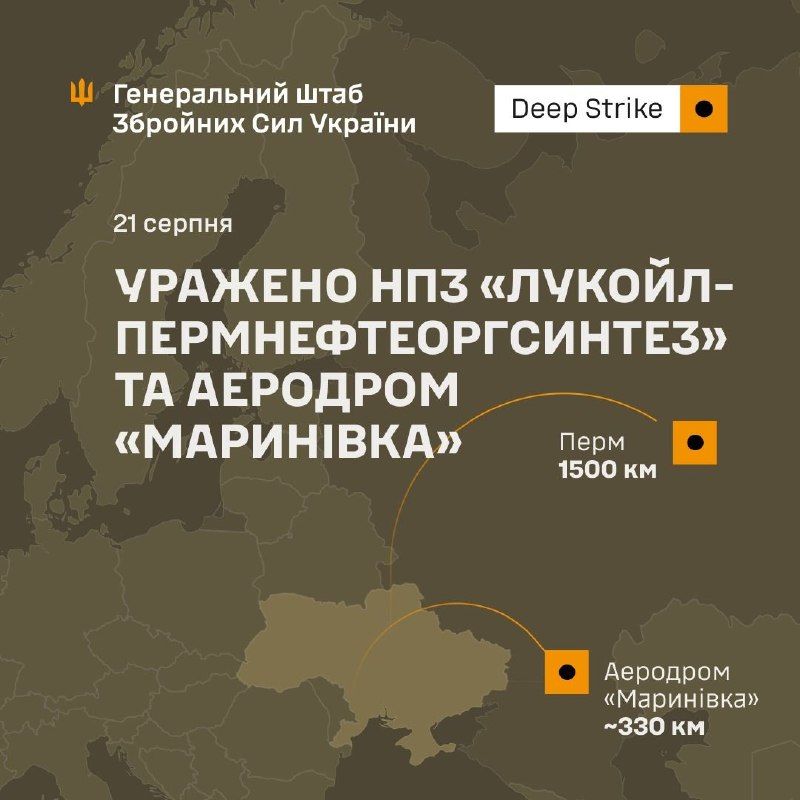 Генеральний Штаб
Збройних Сил України
Deep Strike
21 серпня
УРАЖЕНО НПЗ «ЛУКОЙЛ-
ПЕРМНЕФТЕОРГСИНТЕЗ»
ТА АЕРОДРОМ
«МАРИНІВКА»
Перм
1500 км
Аеродром
«Маринівка»
~330 км